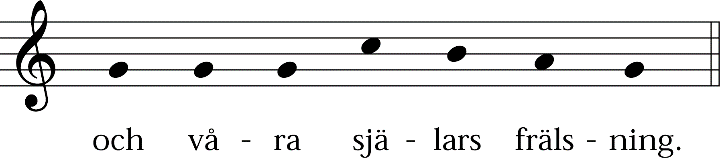 och vå - ra sjä - lars fräls - ning.